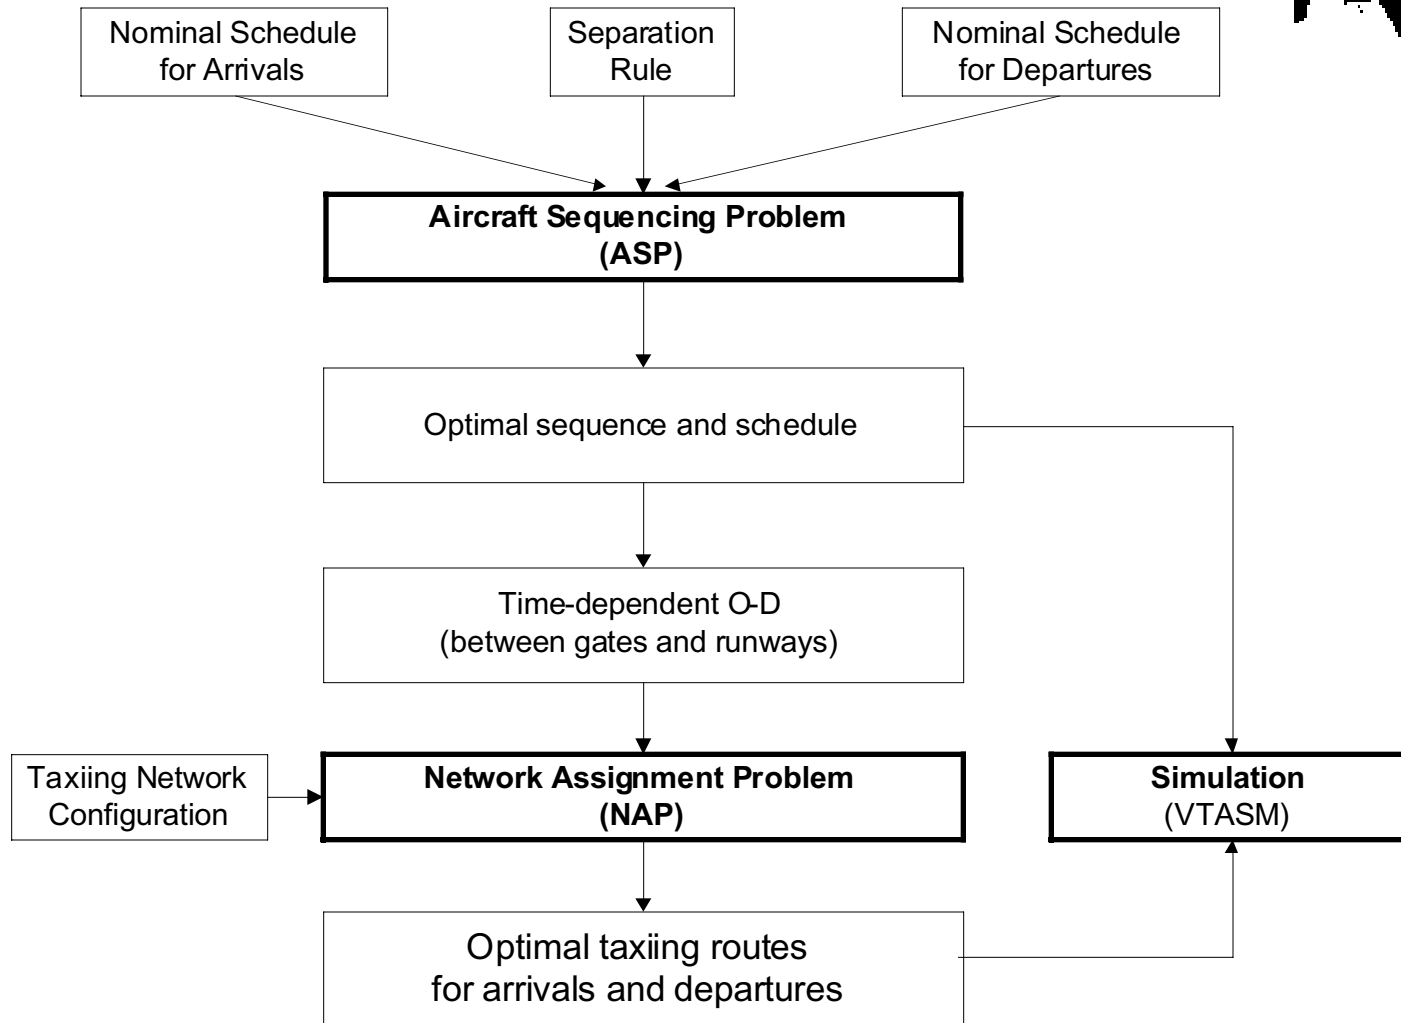 Nominal Schedule
for Arrivals
Separation
Rule
Nominal Schedule
for Departures
Aircraft Sequencing Problem
(ASP)
Optimal sequence and schedule
Time-dependent O-D
(between gates and runways)
Taxiing Network
Configuration
Network Assignment Problem
(NAP)
Simulation
(VTASM)
Optimal taxiing routes
for arrivals and departures